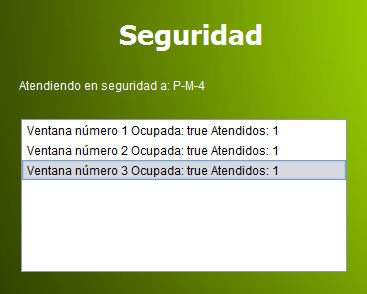 Seguridad
Atendiendo en seguridad a: P-M-4
Ventana número 1 Ocupada: true Atendidos: 1
Ventana número 2 Ocupada: true Atendidos: 1
Ventana número 3 Ocupada: true Atendidos: 1